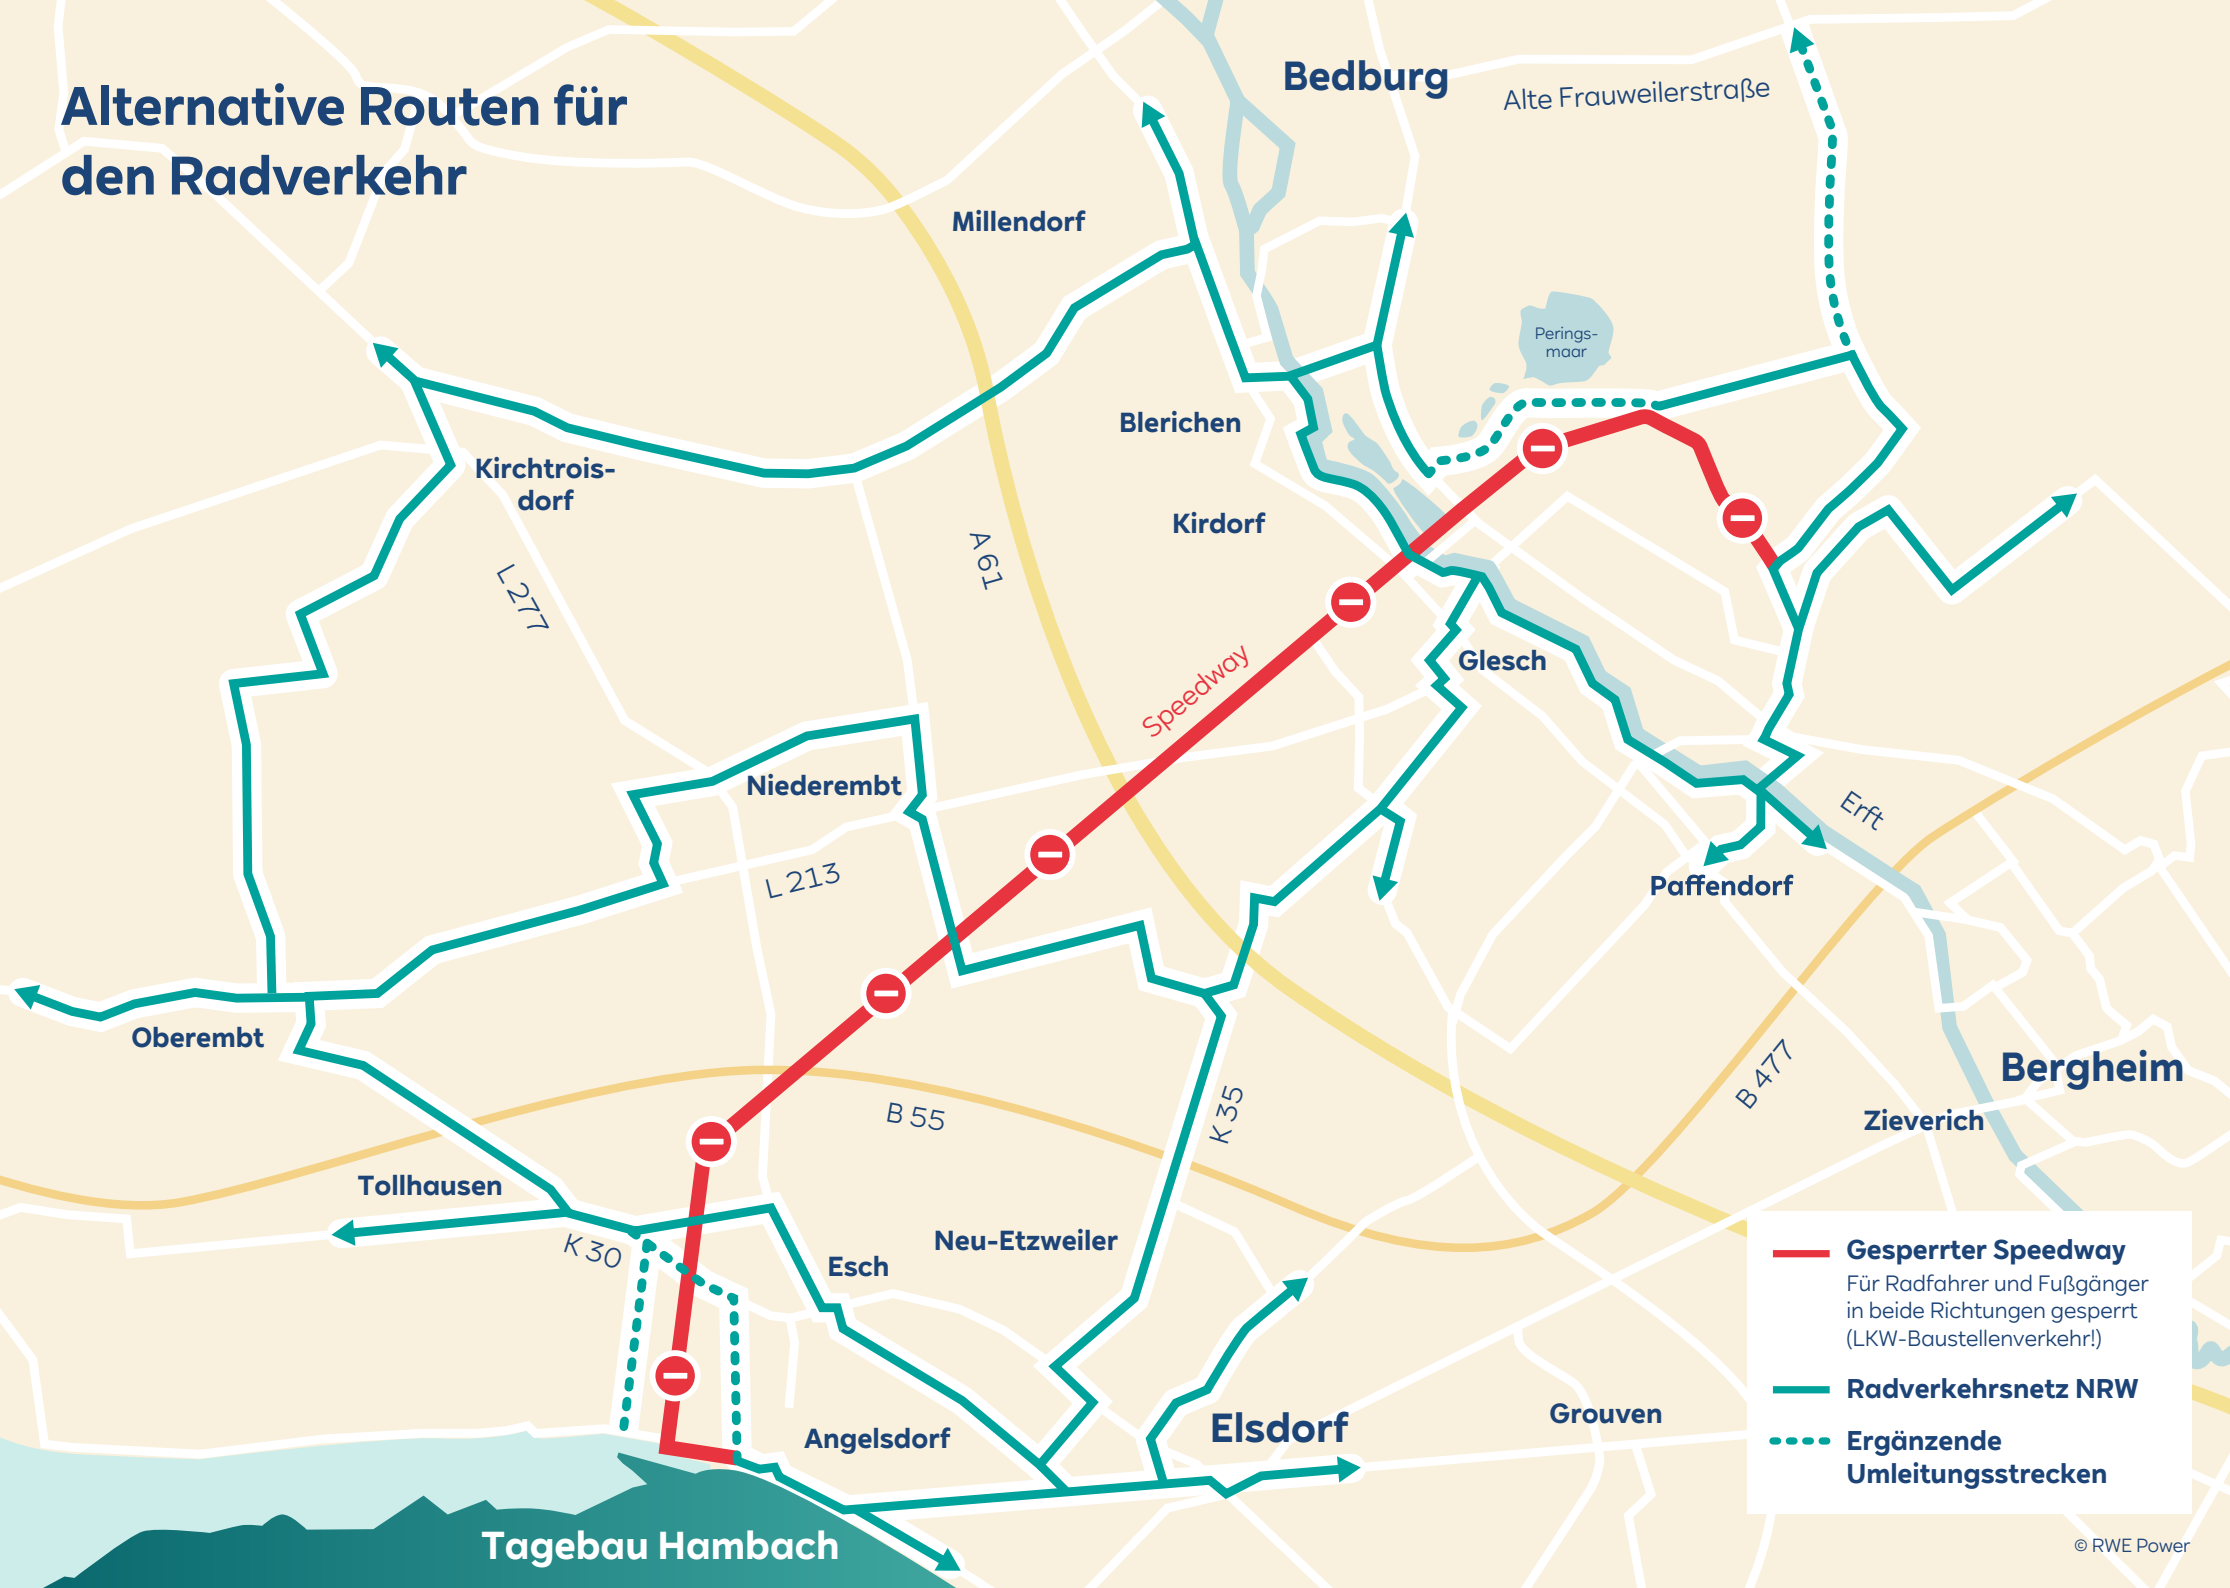 Alternative Routen für
den Radverkehr
Bedburg
Alte Frauweilerstraße
Millendorf
Perings-
maar
Blerichen
Kirchtrois-
dorf
Kirdorf
A 61
L 277
Speedway
Glesch
Niederembt
Erft
L 213
Paffendorf
Oberembt
Bergheim
B 477
K 35
B 55
Zieverich
Tollhausen
K 30
Neu-Etzweiler
Esch
Angelsdorf
Elsdorf
Grouven
Tagebau Hambach
Gesperrter Speedway
Für Radfahrer und Fußgänger
in beide Richtungen gesperrt
(LKW-Baustellenverkehr!)
Radverkehrsnetz NRW
Ergänzende
Umleitungsstrecken
© RWE Power